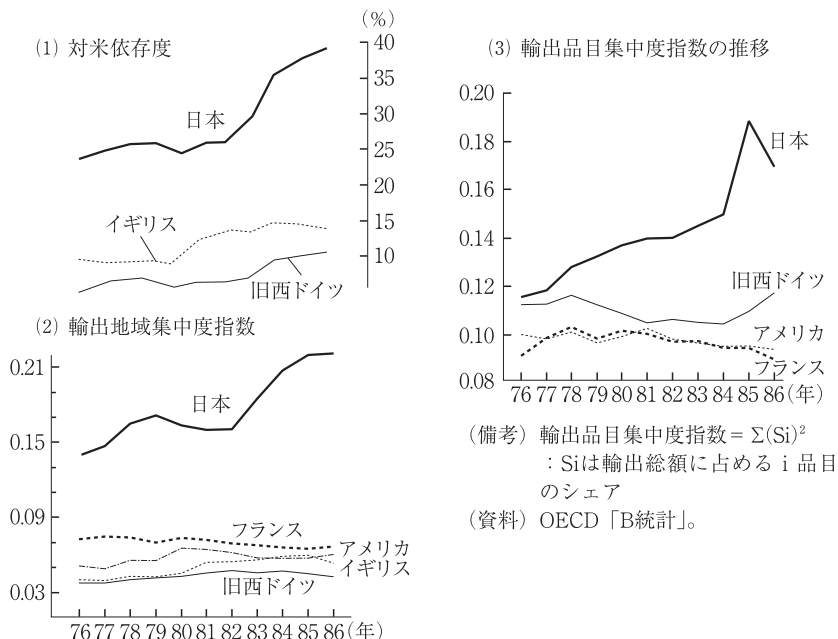 (1) 対米依存度
(%)
40
35
30
25
20
15
10
日本
イギリス
旧西ドイツ
(2) 輸出地域集中度指数
0.21
0.15
0.09
0.03
日本
フランス
アメリカ
イギリス
旧西ドイツ
76 77 78 79 80 81 82 83 84 85 86(年)
(3) 輸出品目集中度指数の推移
0.20
0.18
0.16
0.14
0.12
0.10
0.08
日本
旧西ドイツ
アメリカ
フランス
76 77 78 79 80 81 82 83 84 85 86(年)
(備考) 輸出品目集中度指数=Σ(Si)²
:Siは輸出総額に占める i 品目
のシェア
(資料) OECD「B統計」。